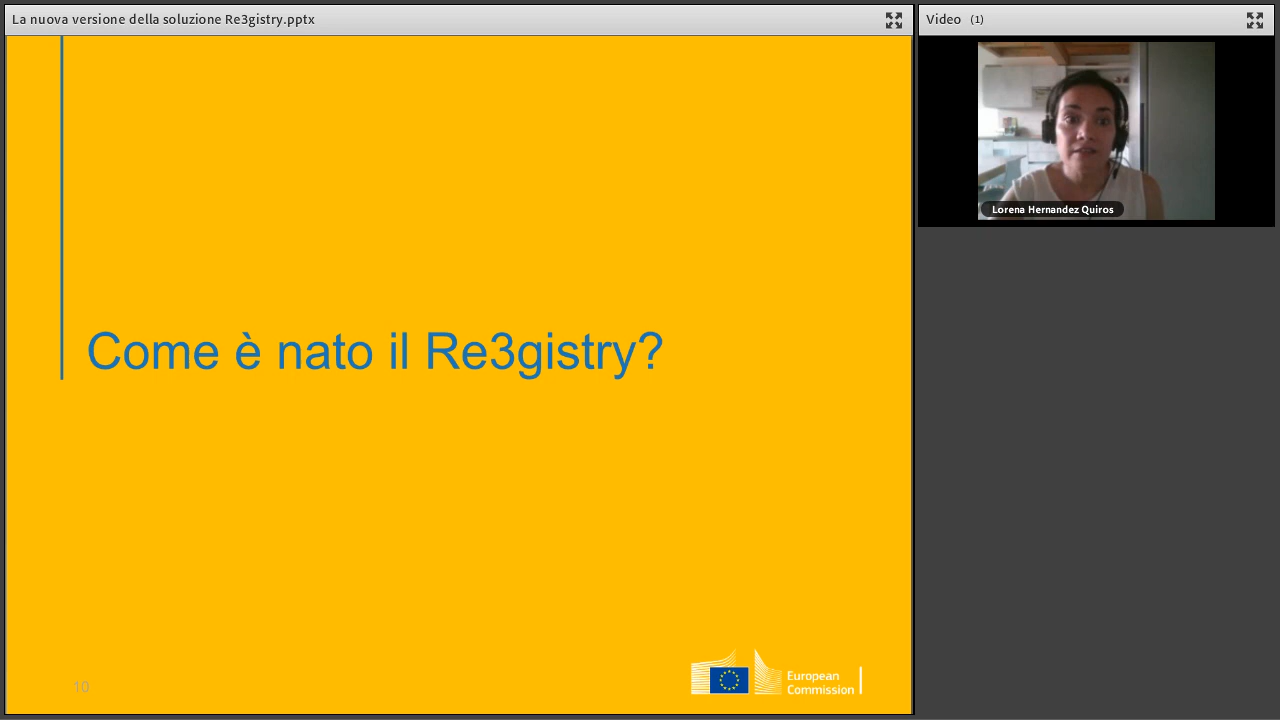 La nuova versione della soluzione Re3gistry.pptx
Video (1)
Lorena Hernandez Quiros
Come è nato il Re3gistry?
10
European
Commission